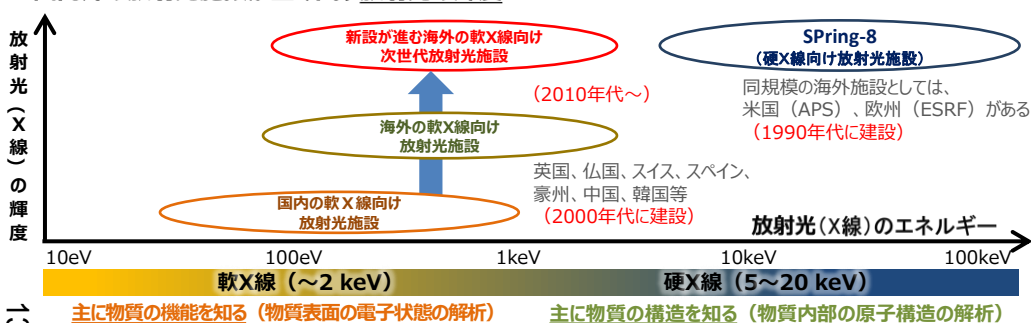 放射光（X線）の輝度
新設が進む海外の軟X線向け
次世代放射光施設
SPring-8
（硬X線向け放射光施設）
（2010年代～）
同規模の海外施設としては、
米国（APS）、欧州（ESRF）がある
（1990年代に建設）
海外の軟X線向け
放射光施設
英国、仏国、スイス、スペイン、
豪州、中国、韓国等
（2000年代に建設）
国内の軟Ｘ線向け
放射光施設
放射光（X線）のエネルギー
10eV 100eV 1keV 10keV 100keV
軟X線（～2 keV） 硬X線（5～20 keV）
主に物質の機能を知る（物質表面の電子状態の解析） 主に物質の構造を知る（物質内部の原子構造の解析）